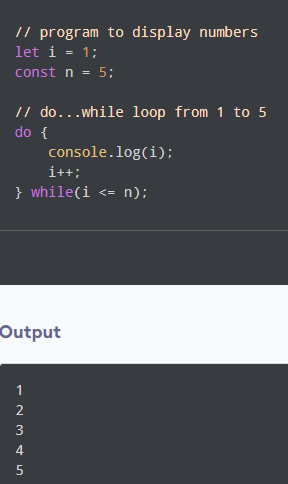 // program to display numbers
let i = 1;
const n = 5;
// do...while loop from 1 to 5
do {
    console.log(i);
    i++;
} while(i <= n);
Output
1
2
3
4
5